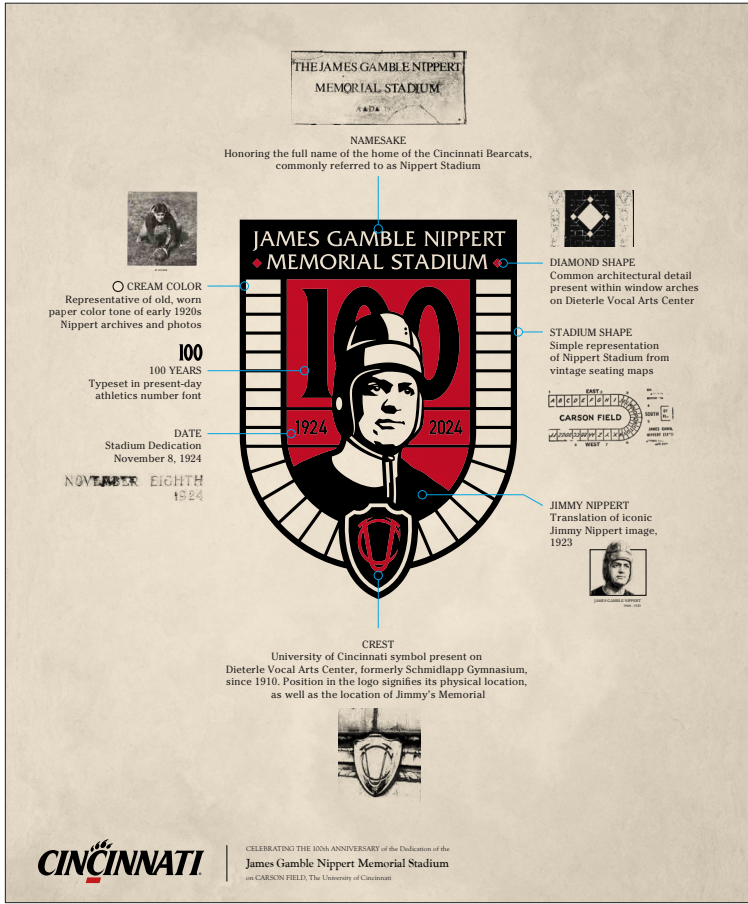 THE JAMES GAMBLE NIPPERT
MEMORIAL STADIUM
NAMESAKE
Honoring the full name of the home of the Cincinnati Bearcats,
commonly referred to as Nippert Stadium
JAMES GAMBLE NIPPERT
MEMORIAL STADIUM
100
1924
2024
CREAM COLOR
Representative of old, worn
paper color tone of early 1920s
Nippert archives and photos
100
100 YEARS
Typeset in present-day
athletics number font
DATE
Stadium Dedication
November 8, 1924
NOVEMBER EIGHTH
1924
DIAMOND SHAPE
Common architectural detail
present within window arches
on Dieterle Vocal Arts Center
STADIUM SHAPE
Simple representation
of Nippert Stadium from
vintage seating maps
EAST
A B C D E F G H I J
CARSON FIELD
SOUTH
WEST
JIMMY NIPPERT
Translation of iconic
Jimmy Nippert image,
1923
JAMES GAMBLE NIPPERT
CREST
University of Cincinnati symbol present on
Dieterle Vocal Arts Center, formerly Schmidlapp Gymnasium,
since 1910. Position in the logo signifies its physical location,
as well as the location of Jimmy's Memorial
CINCINNATI
CELEBRATING THE 100th ANNIVERSARY of the Dedication of the
James Gamble Nippert Memorial Stadium
on CARSON FIELD, The University of Cincinnati